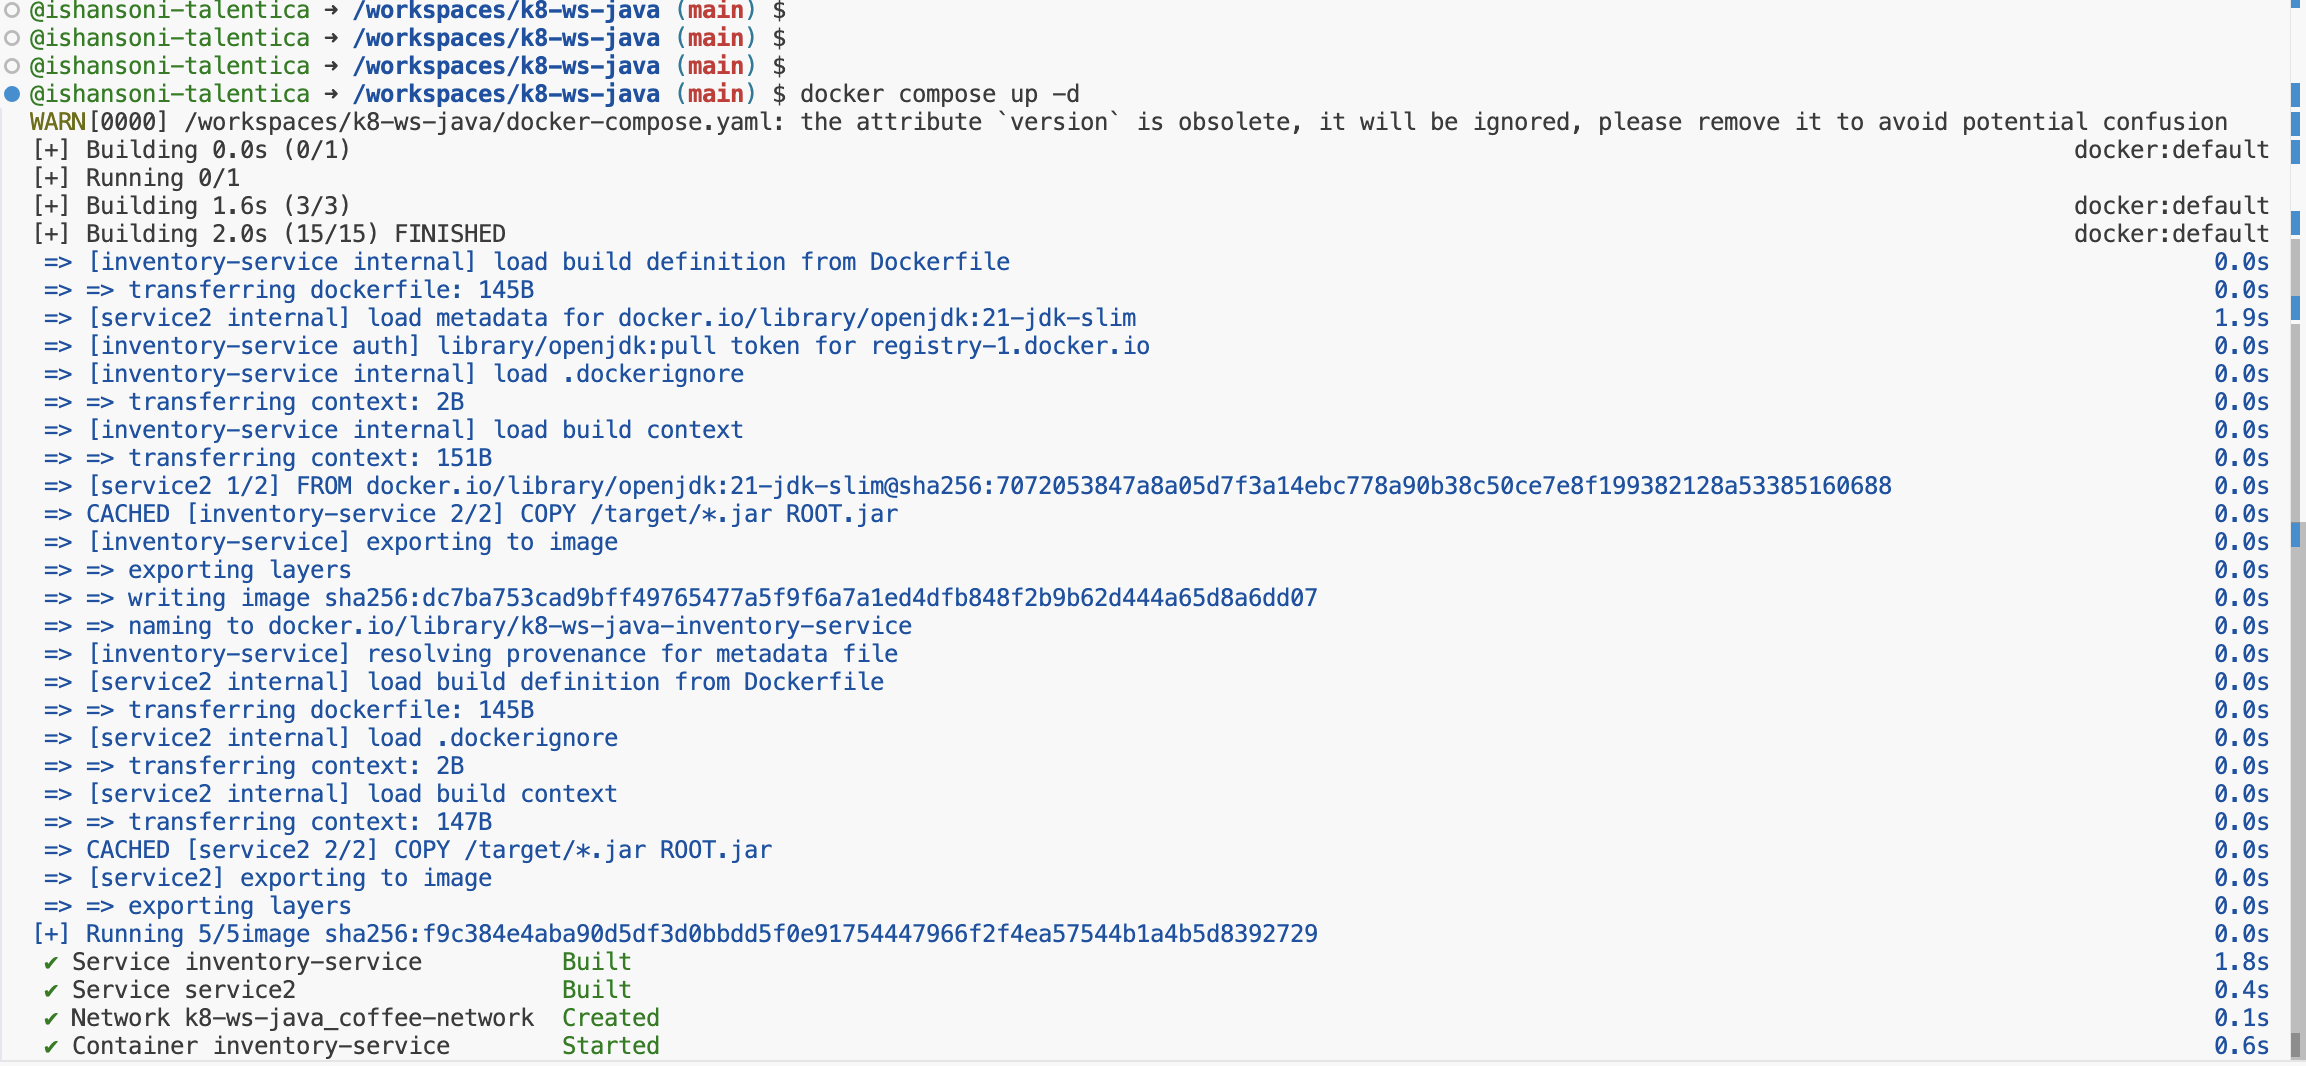 @ishansoni-talentica → /workspaces/k8-ws-java (main) $
@ishansoni-talentica → /workspaces/k8-ws-java (main) $
@ishansoni-talentica → /workspaces/k8-ws-java (main) $
@ishansoni-talentica → /workspaces/k8-ws-java (main) $ docker compose up -d
WARN[0000] /workspaces/k8-ws-java/docker-compose.yaml: the attribute `version` is obsolete, it will be ignored, please remove it to avoid potential confusion
[+] Building 0.0s (0/1) docker:default
[+] Running 0/1
[+] Building 1.6s (3/3) docker:default
[+] Building 2.0s (15/15) FINISHED docker:default
=> [inventory-service internal] load build definition from Dockerfile 0.0s
=> => transferring dockerfile: 145B 0.0s
=> [service2 internal] load metadata for docker.io/library/openjdk:21-jdk-slim 1.9s
=> [inventory-service auth] library/openjdk:pull token for registry-1.docker.io 0.0s
=> [inventory-service internal] load .dockerignore 0.0s
=> => transferring context: 2B 0.0s
=> [inventory-service internal] load build context 0.0s
=> => transferring context: 151B 0.0s
=> [service2 1/2] FROM docker.io/library/openjdk:21-jdk-slim@sha256:7072053847a8a05d7f3a14ebc778a90b38c50ce7e8f199382128a53385160688 0.0s
=> CACHED [inventory-service 2/2] COPY /target/*.jar ROOT.jar 0.0s
=> [inventory-service] exporting to image 0.0s
=> => exporting layers 0.0s
=> => writing image sha256:dc7ba753cad9bff49765477a5f9f6a7a1ed4dfb848f2b9b62d444a65d8a6dd07 0.0s
=> => naming to docker.io/library/k8-ws-java-inventory-service 0.0s
=> [inventory-service] resolving provenance for metadata file 0.0s
=> [service2 internal] load build definition from Dockerfile 0.0s
=> => transferring dockerfile: 145B 0.0s
=> [service2 internal] load .dockerignore 0.0s
=> => transferring context: 2B 0.0s
=> [service2 internal] load build context 0.0s
=> => transferring context: 147B 0.0s
=> CACHED [service2 2/2] COPY /target/*.jar ROOT.jar 0.0s
=> [service2] exporting to image 0.0s
=> => exporting layers 0.0s
[+] Running 5/5image sha256:f9c384e4aba90d5df3d0bbdd5f0e91754447966f2f4ea57544b1a4b5d8392729 0.0s
✔ Service inventory-service Built 1.8s
✔ Service service2 Built 0.4s
✔ Network k8-ws-java_coffee-network Created 0.1s
✔ Container inventory-service Started 0.6s